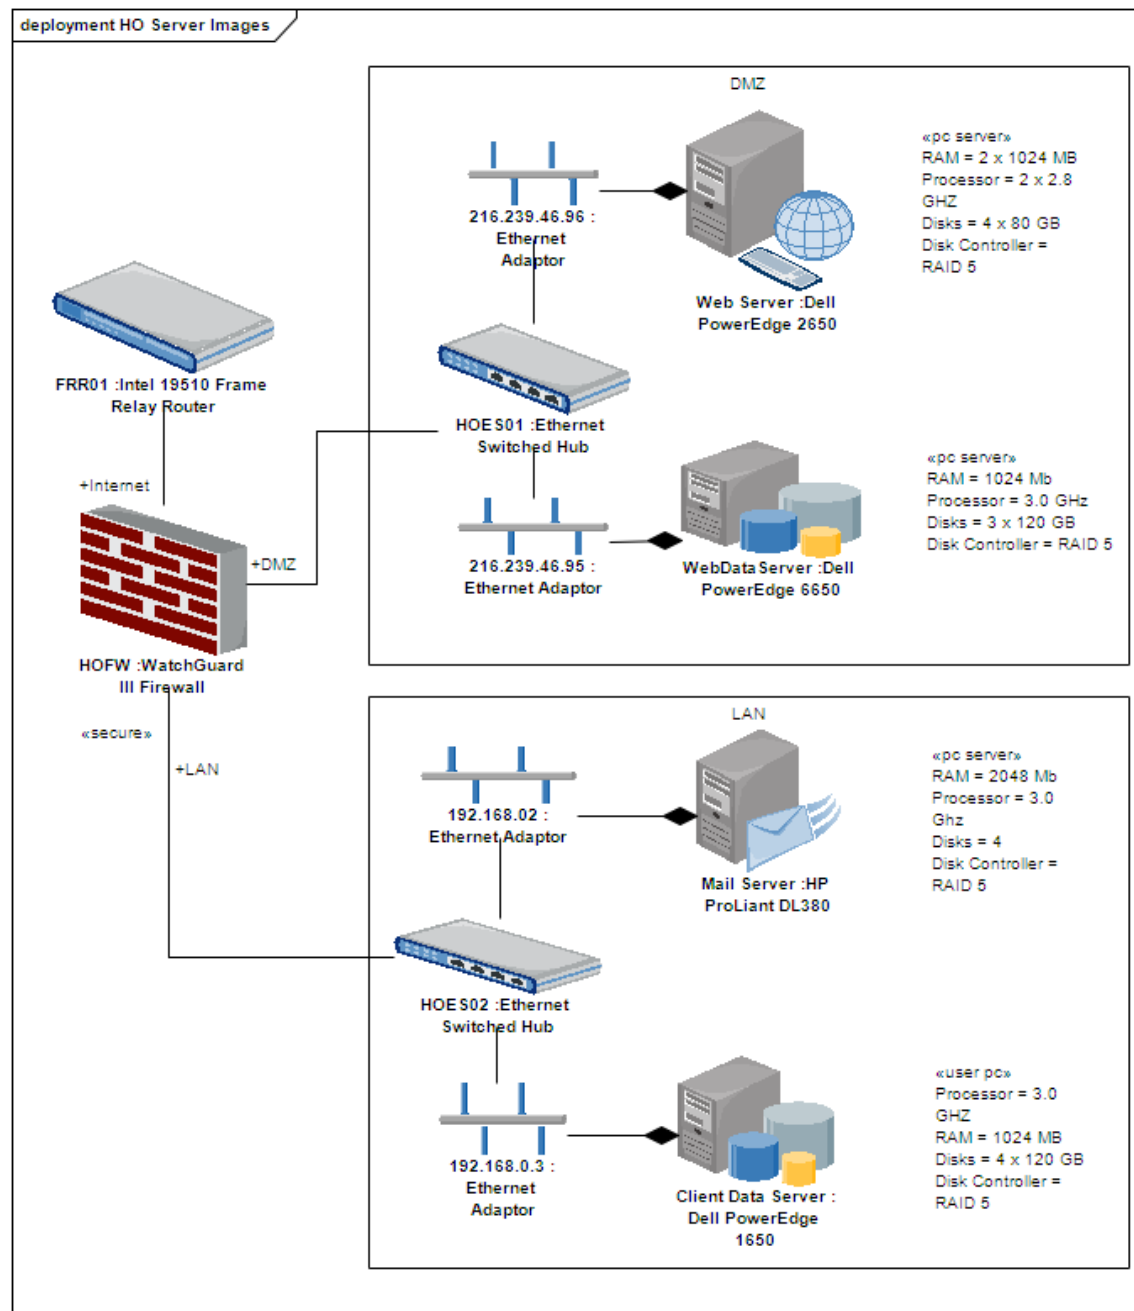 deployment HO Server Images
DMZ
«pc server»
RAM = 2 x 1024 MB
Processor = 2 x 2.8
GHZ
Disks = 4 x 80 GB
Disk Controller =
RAID 5
216.239.46.96 :
Ethernet
Adaptor
Web Server :Dell
PowerEdge 2650
FRR01 :Intel 19510 Frame
Relay Router
HOES01 :Ethernet
Switched Hub
+Internet
«pc server»
RAM = 1024 Mb
Processor = 3.0 GHz
Disks = 3 x 120 GB
Disk Controller = RAID 5
+DMZ
216.239.46.95 :
Ethernet Adaptor
WebDataServer :Dell
PowerEdge 6650
HOFW :WatchGuard
III Firewall
«secure»
+LAN
LAN
«pc server»
RAM = 2048 Mb
Processor = 3.0
Ghz
Disks = 4
Disk Controller =
RAID 5
192.168.02 :
Ethernet Adaptor
Mail Server :HP
ProLiant DL380
HOES02 :Ethernet
Switched Hub
«user pc»
Processor = 3.0
GHZ
RAM = 1024 MB
Disks = 4 x 120 GB
Disk Controller =
RAID 5
192.168.0.3 :
Ethernet
Adaptor
Client Data Server :
Dell PowerEdge
1650